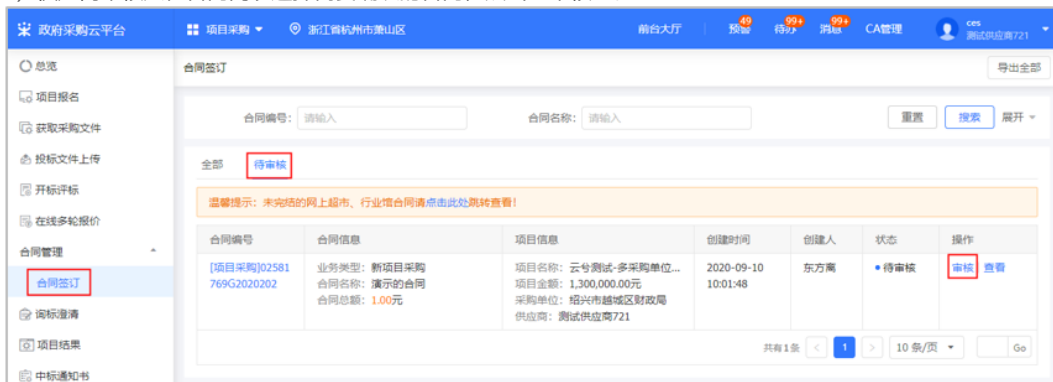 政府采购云平台
项目采购
浙江省杭州市萧山区
前台大厅
预警
49
待办
99+
消息
99+
CA管理
ces
测试供应商721
总览
项目报名
获取采购文件
投标文件上传
开标评标
在线多轮报价
合同管理
合同签订
询标澄清
项目结果
中标通知书
合同签订
导出全部
合同编号: 请输入
合同名称: 请输入
重置
搜索
展开
全部
待审核
温馨提示：未完结的网上超市、行业馆合同请点击此处跳转查看!
合同编号 合同信息 项目信息 创建时间 创建人 状态 操作
[项目采购]02581
769G2020202
业务类型: 新项目采购
合同名称: 演示的合同
合同总额: 1.00元
项目名称: 云兮测试-多采购单位...
项目金额: 1,300,000.00元
采购单位: 绍兴市越城区财政局
供应商: 测试供应商721
2020-09-10
10:01:48
东方离
待审核
审核 查看
共有1条 < 1 > 10 条/页 Go